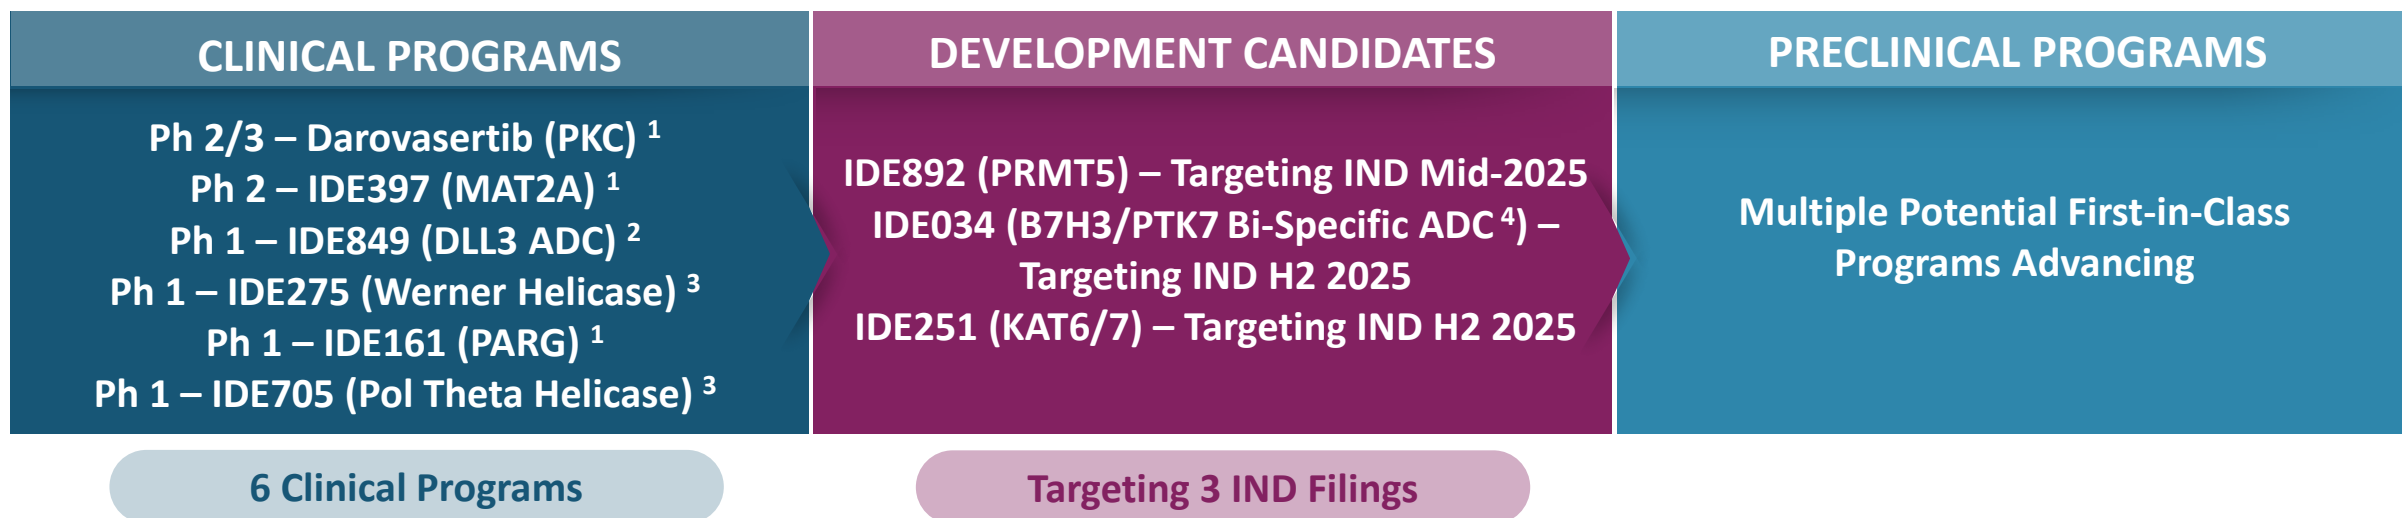 CLINICAL PROGRAMS
Ph 2/3 – Darovasertib (PKC) 1
Ph 2 – IDE397 (MAT2A) 1
Ph 1 – IDE849 (DLL3 ADC) 2
Ph 1 – IDE275 (Werner Helicase) 3
Ph 1 – IDE161 (PARG) 1
Ph 1 – IDE705 (Pol Theta Helicase) 3
6 Clinical Programs
DEVELOPMENT CANDIDATES
IDE892 (PRMT5) – Targeting IND Mid-2025
IDE034 (B7H3/PTK7 Bi-Specific ADC 4) –
Targeting IND H2 2025
IDE251 (KAT6/7) – Targeting IND H2 2025
Targeting 3 IND Filings
PRECLINICAL PROGRAMS
Multiple Potential First-in-Class
Programs Advancing